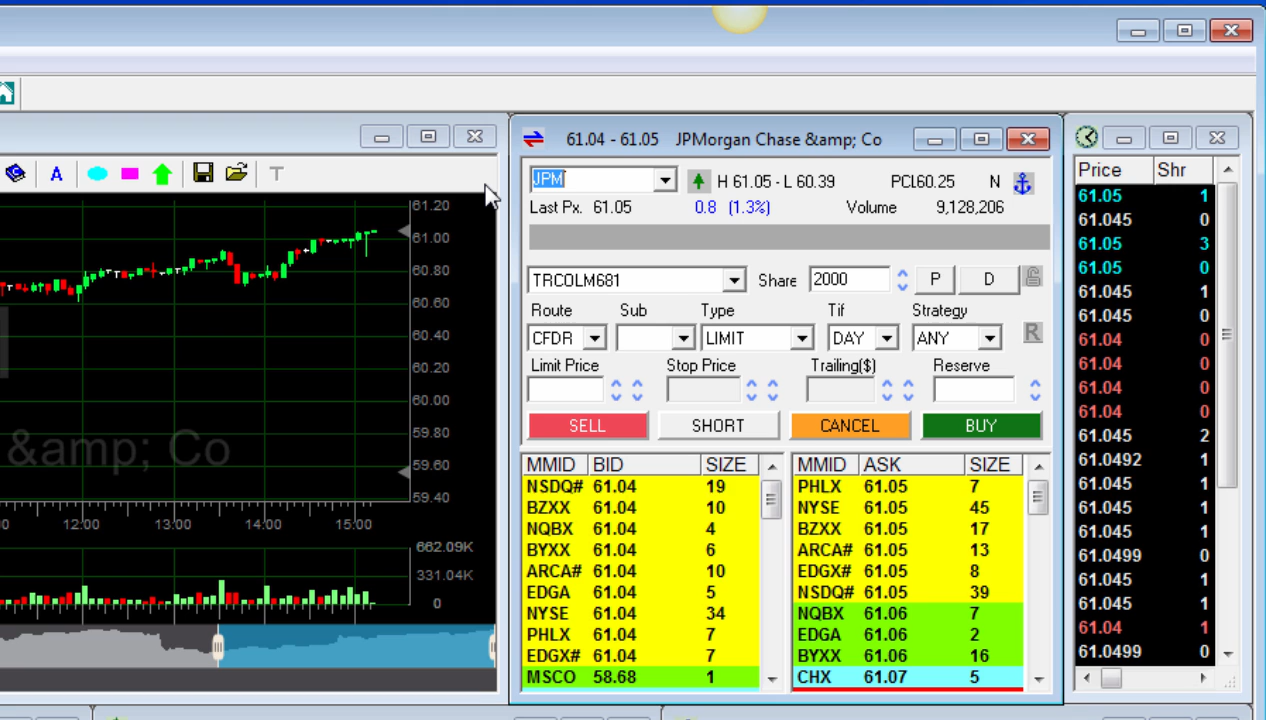 61.04 - 61.05 JPMorgan Chase &amp; Co
A
T
JPM
H 61.05 - L 60.39 PCL60.25 N
Last Px. 61.05 0.8 (1.3%) Volume 9,128,206
TRCOLM681 Share 2000 P D
Route Sub Type Tif Strategy
CFDR LIMIT DAY ANY R
Limit Price Stop Price Trailing($) Reserve
SELL SHORT CANCEL BUY
MMID BID SIZE MMID ASK SIZE
NSDQ# 61.04 19 PHLX 61.05 7
BZXX 61.04 10 NYSE 61.05 45
NQBX 61.04 4 BZXX 61.05 17
BYXX 61.04 6 ARCA# 61.05 13
ARCA# 61.04 10 EDGX# 61.05 8
EDGA 61.04 5 NSDQ# 61.05 39
NYSE 61.04 34 NQBX 61.06 7
PHLX 61.04 7 EDGA 61.06 2
EDGX# 61.04 7 BYXX 61.06 16
MSCO 58.68 1 CHX 61.07 5
Price Shr
61.05 1
61.045 0
61.05 3
61.05 0
61.045 1
61.045 0
61.04 0
61.04 0
61.04 0
61.04 0
61.045 2
61.0492 1
61.045 1
61.045 1
61.045 1
61.0499 0
61.045 1
61.045 1
61.04 1
61.0499 0
61.20
61.00
60.80
60.60
60.40
60.20
60.00
59.80
59.60
59.40
&amp; Co
12:00 13:00 14:00 15:00
662.09K
331.04K
0